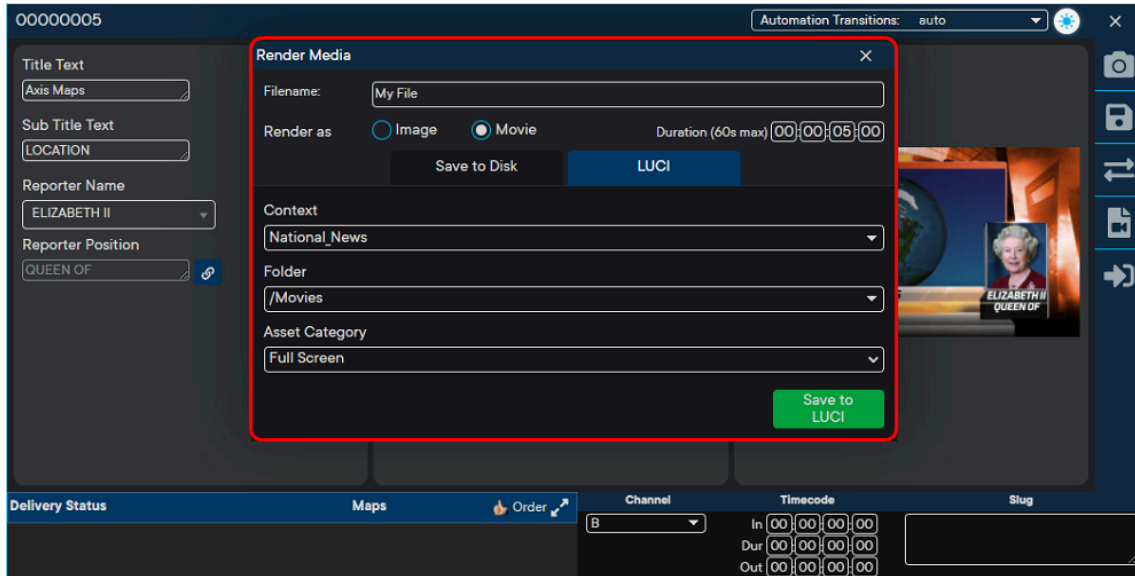 00000005
Automation Transitions: auto
Title Text
Axis Maps
Sub Title Text
LOCATION
Reporter Name
ELIZABETH II
Reporter Position
QUEEN OF
Render Media
Filename: My File
Render as Image Movie Duration (60s max) 00:00:05:00
Save to Disk LUCI
Context
National_News
Folder
/Movies
Asset Category
Full Screen
Save to
LUCI
ELIZABETH II
QUEEN OF
Delivery Status Maps Order
Channel Timecode Slug
B
In 00:00:00:00
Dur 00:00:00:00
Out 00:00:00:00